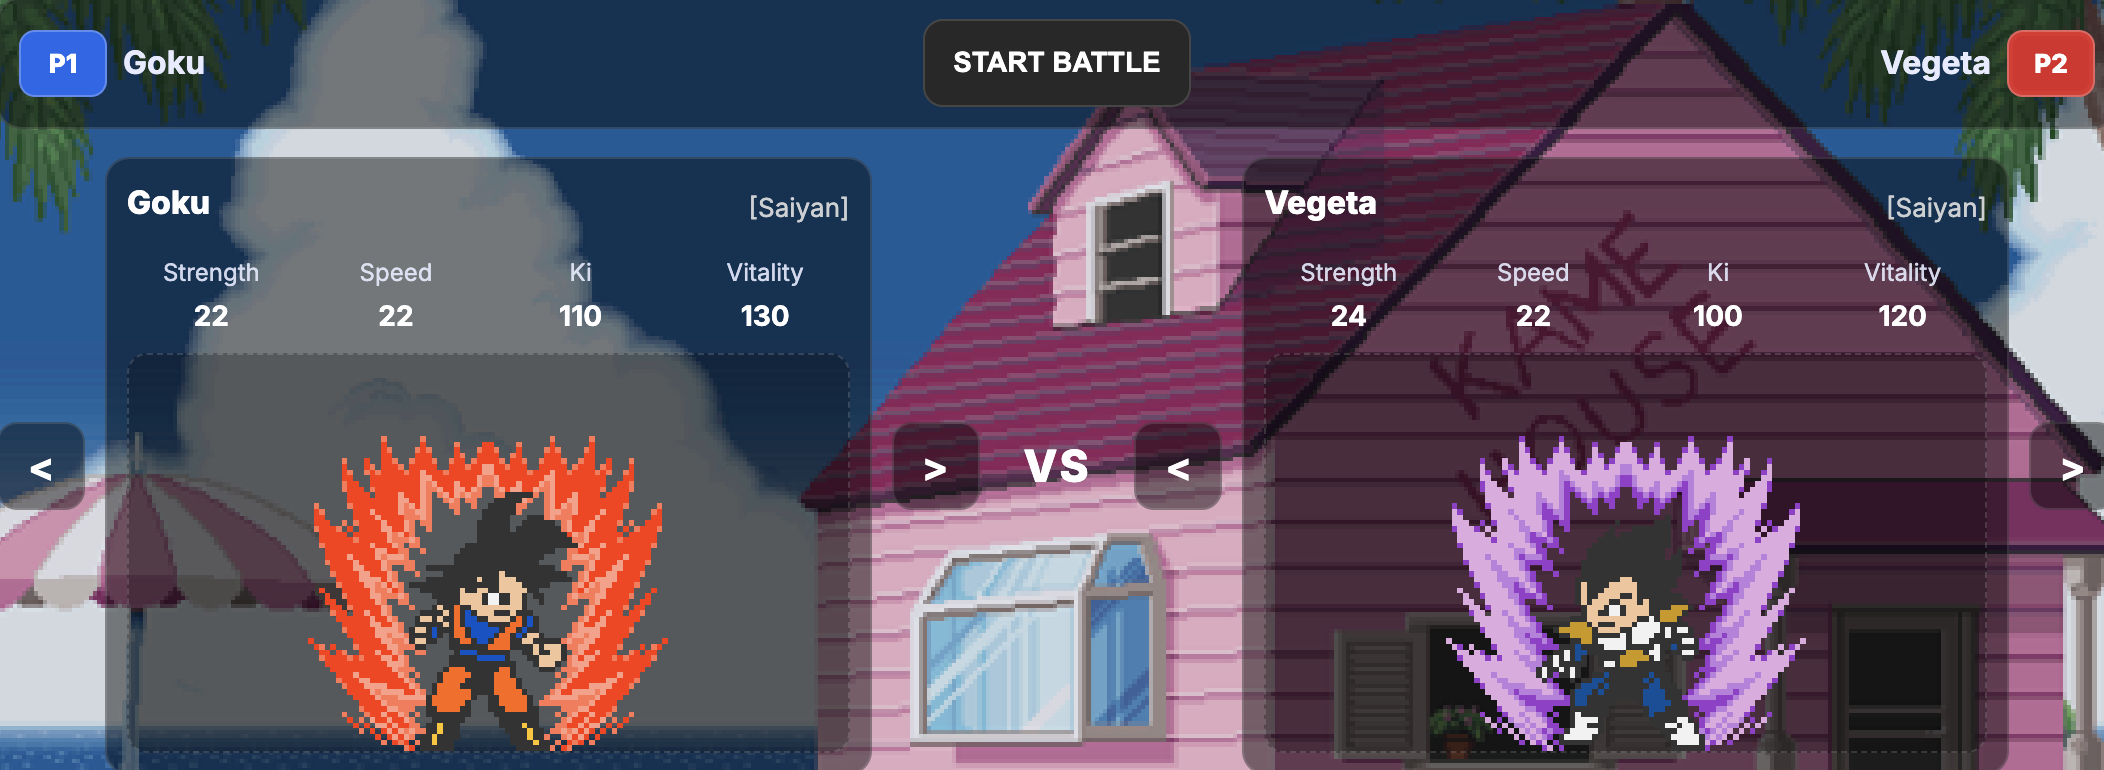 P1 Goku START BATTLE Vegeta P2
Goku [Saiyan]
Strength Speed Ki Vitality
22 22 110 130
Vegeta [Saiyan]
Strength Speed Ki Vitality
24 22 100 120
KAME
HOUSE
< > VS < >